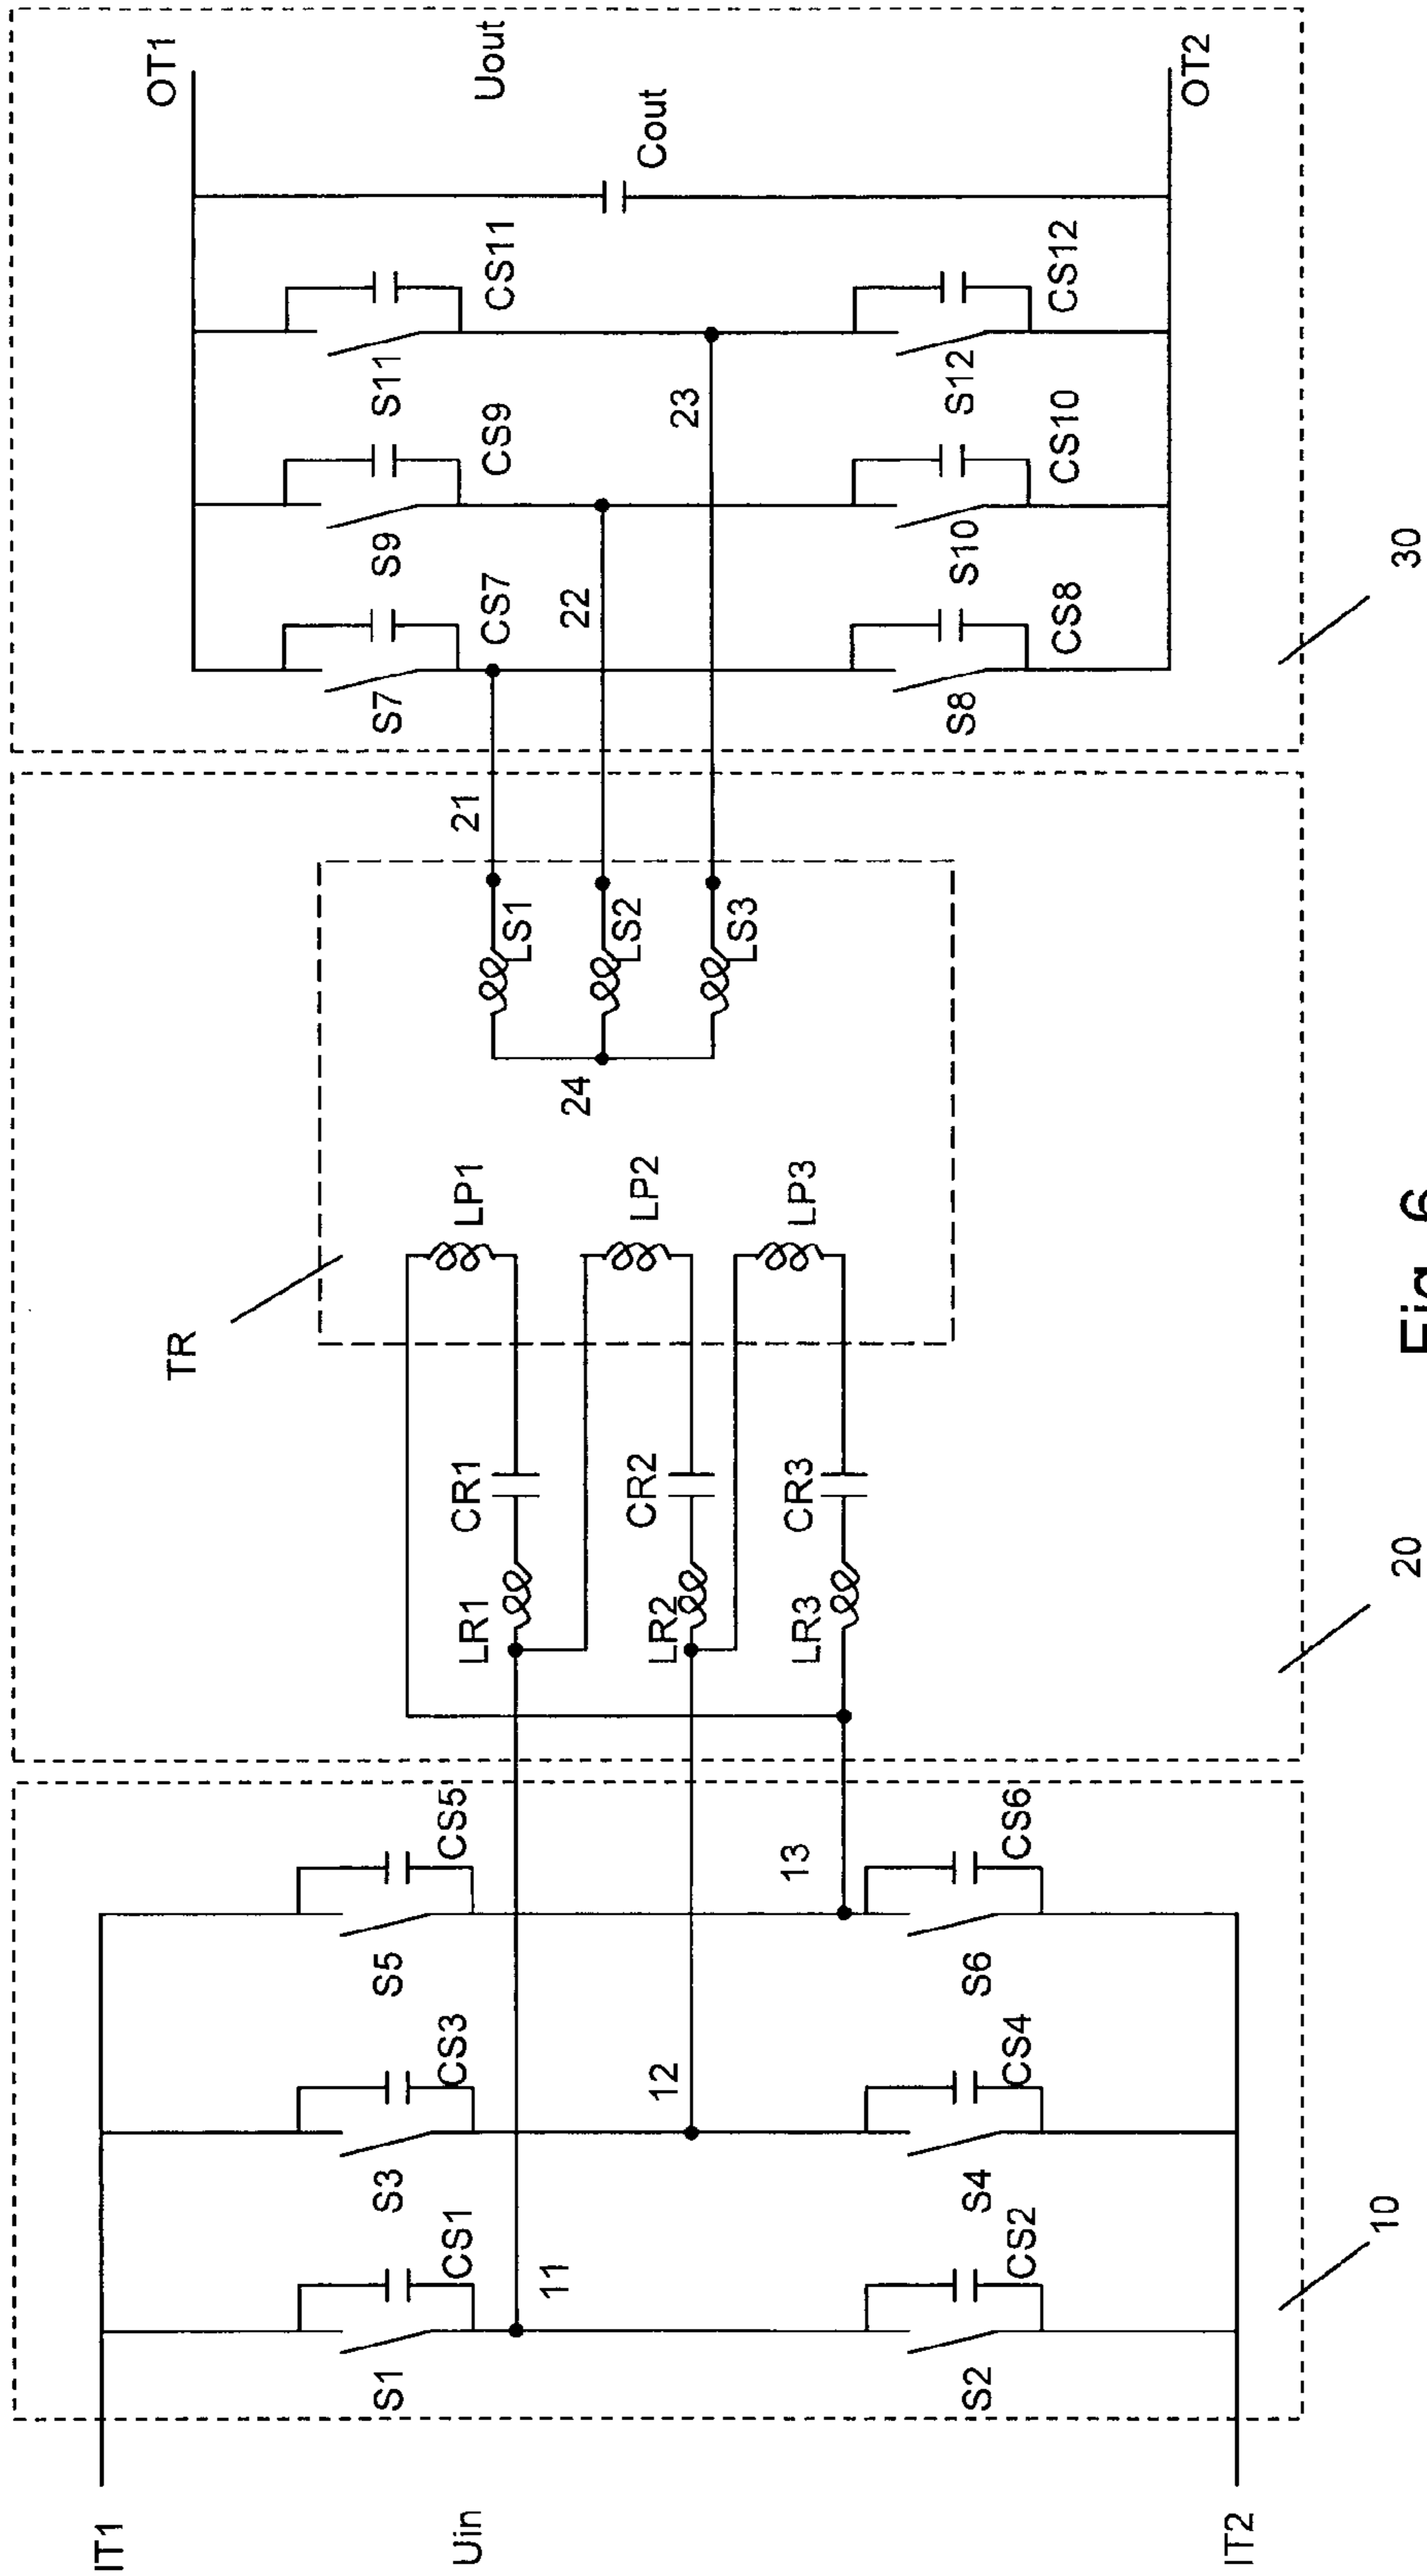 IT1
Uin
IT2
S1
CS1
S3
CS3
S5
CS5
11
12
13
S2
CS2
S4
CS4
S6
CS6
10
TR
LR1
CR1
LP1
LR2
CR2
LP2
LR3
CR3
LP3
24
LS1
LS2
LS3
20
21
22
23
S7
CS7
S9
CS9
S11
CS11
S8
CS8
S10
CS10
S12
CS12
Cout
OT1
Uout
OT2
30
Fig. 6